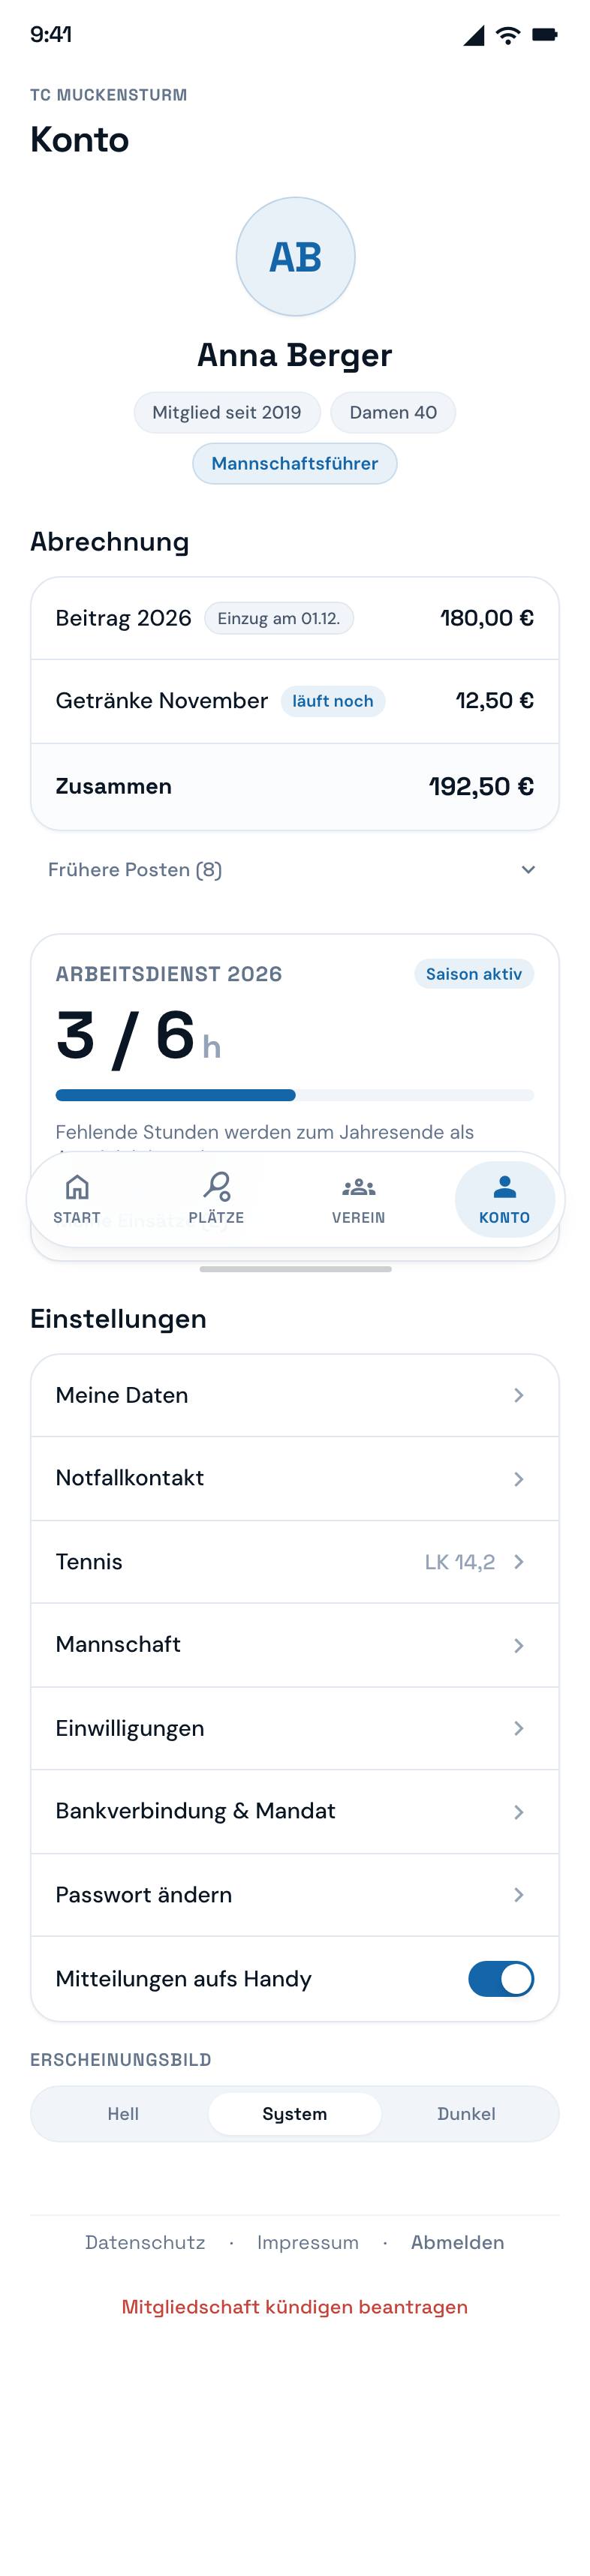 9:41
TC MUCKENSTURM
Konto
AB
Anna Berger
Mitglied seit 2019
Damen 40
Mannschaftsführer
Abrechnung
Beitrag 2026 Einzug am 01.12. 180,00 €
Getränke November läuft noch 12,50 €
Zusammen 192,50 €
Frühere Posten (8)
ARBEITSDIENST 2026 Saison aktiv
3 / 6 h
Fehlende Stunden werden zum Jahresende als
START PLÄTZE VEREIN KONTO
Einstellungen
Meine Daten
Notfallkontakt
Tennis LK 14,2
Mannschaft
Einwilligungen
Bankverbindung & Mandat
Passwort ändern
Mitteilungen aufs Handy
ERSCHEINUNGSBILD
Hell System Dunkel
Datenschutz · Impressum · Abmelden
Mitgliedschaft kündigen beantragen